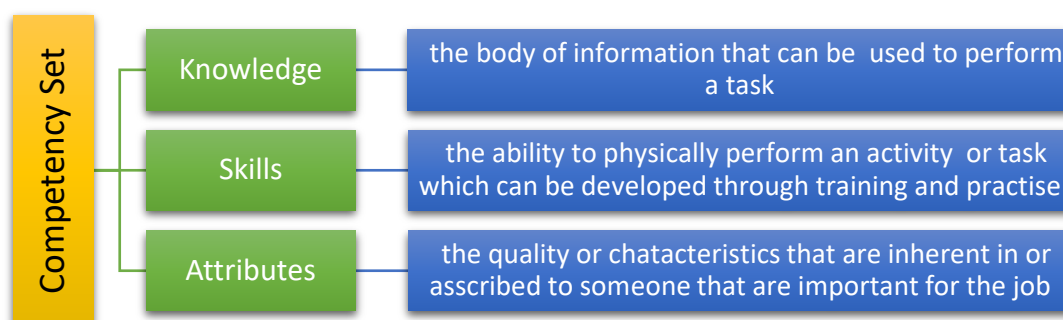 Competency Set
Knowledge
the body of information that can be  used to perform
a task
Skills
the ability to physically perform an activity  or task
which can be developed through training and practise
Attributes
the quality or chatacteristics that are inherent in or
asscribed to someone that are important for the job